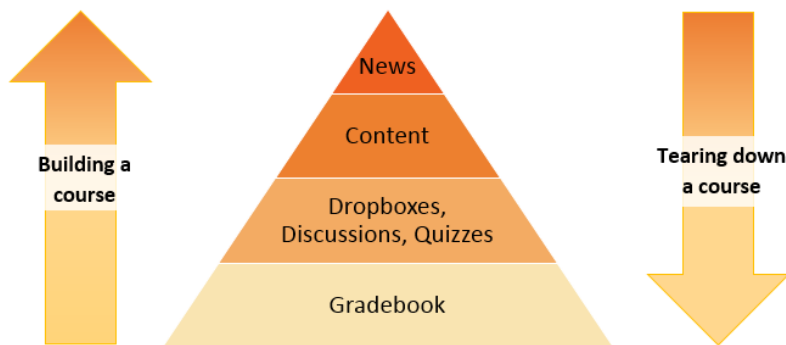 News
Content
Building a
course
Tearing down
a course
Dropboxes,
Discussions, Quizzes
Gradebook